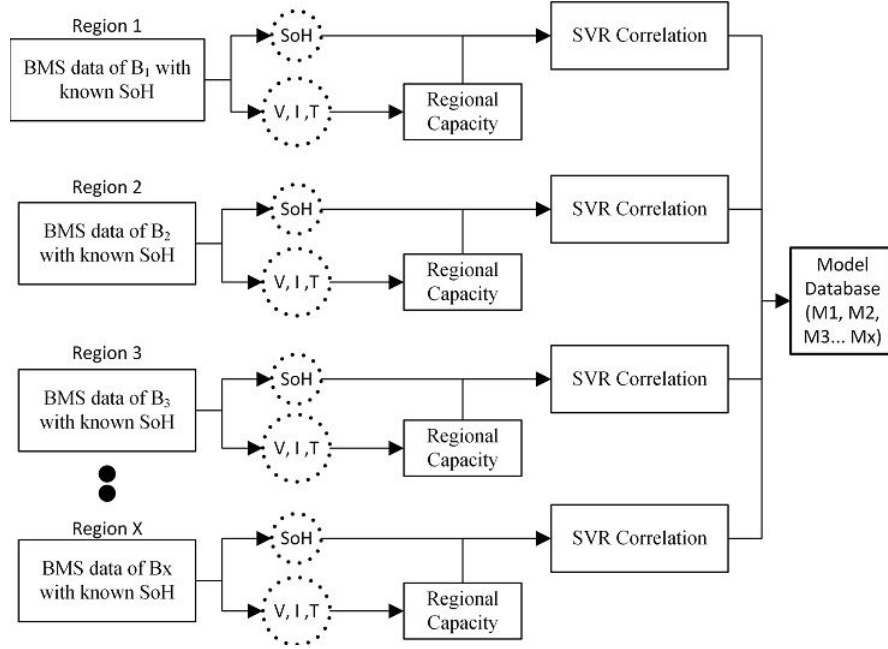 Region 1
BMS data of B₁ with
known SoH
SoH
V, I ,T
Regional
Capacity
SVR Correlation
Region 2
BMS data of B₂
with known SoH
SoH
V, I ,T
Regional
Capacity
SVR Correlation
Model
Database
(M1, M2,
M3... Mx)
Region 3
BMS data of B₃
with known SoH
SoH
V, I ,T
Regional
Capacity
SVR Correlation
Region X
BMS data of Bx
with known SoH
SoH
V, I ,T
Regional
Capacity
SVR Correlation